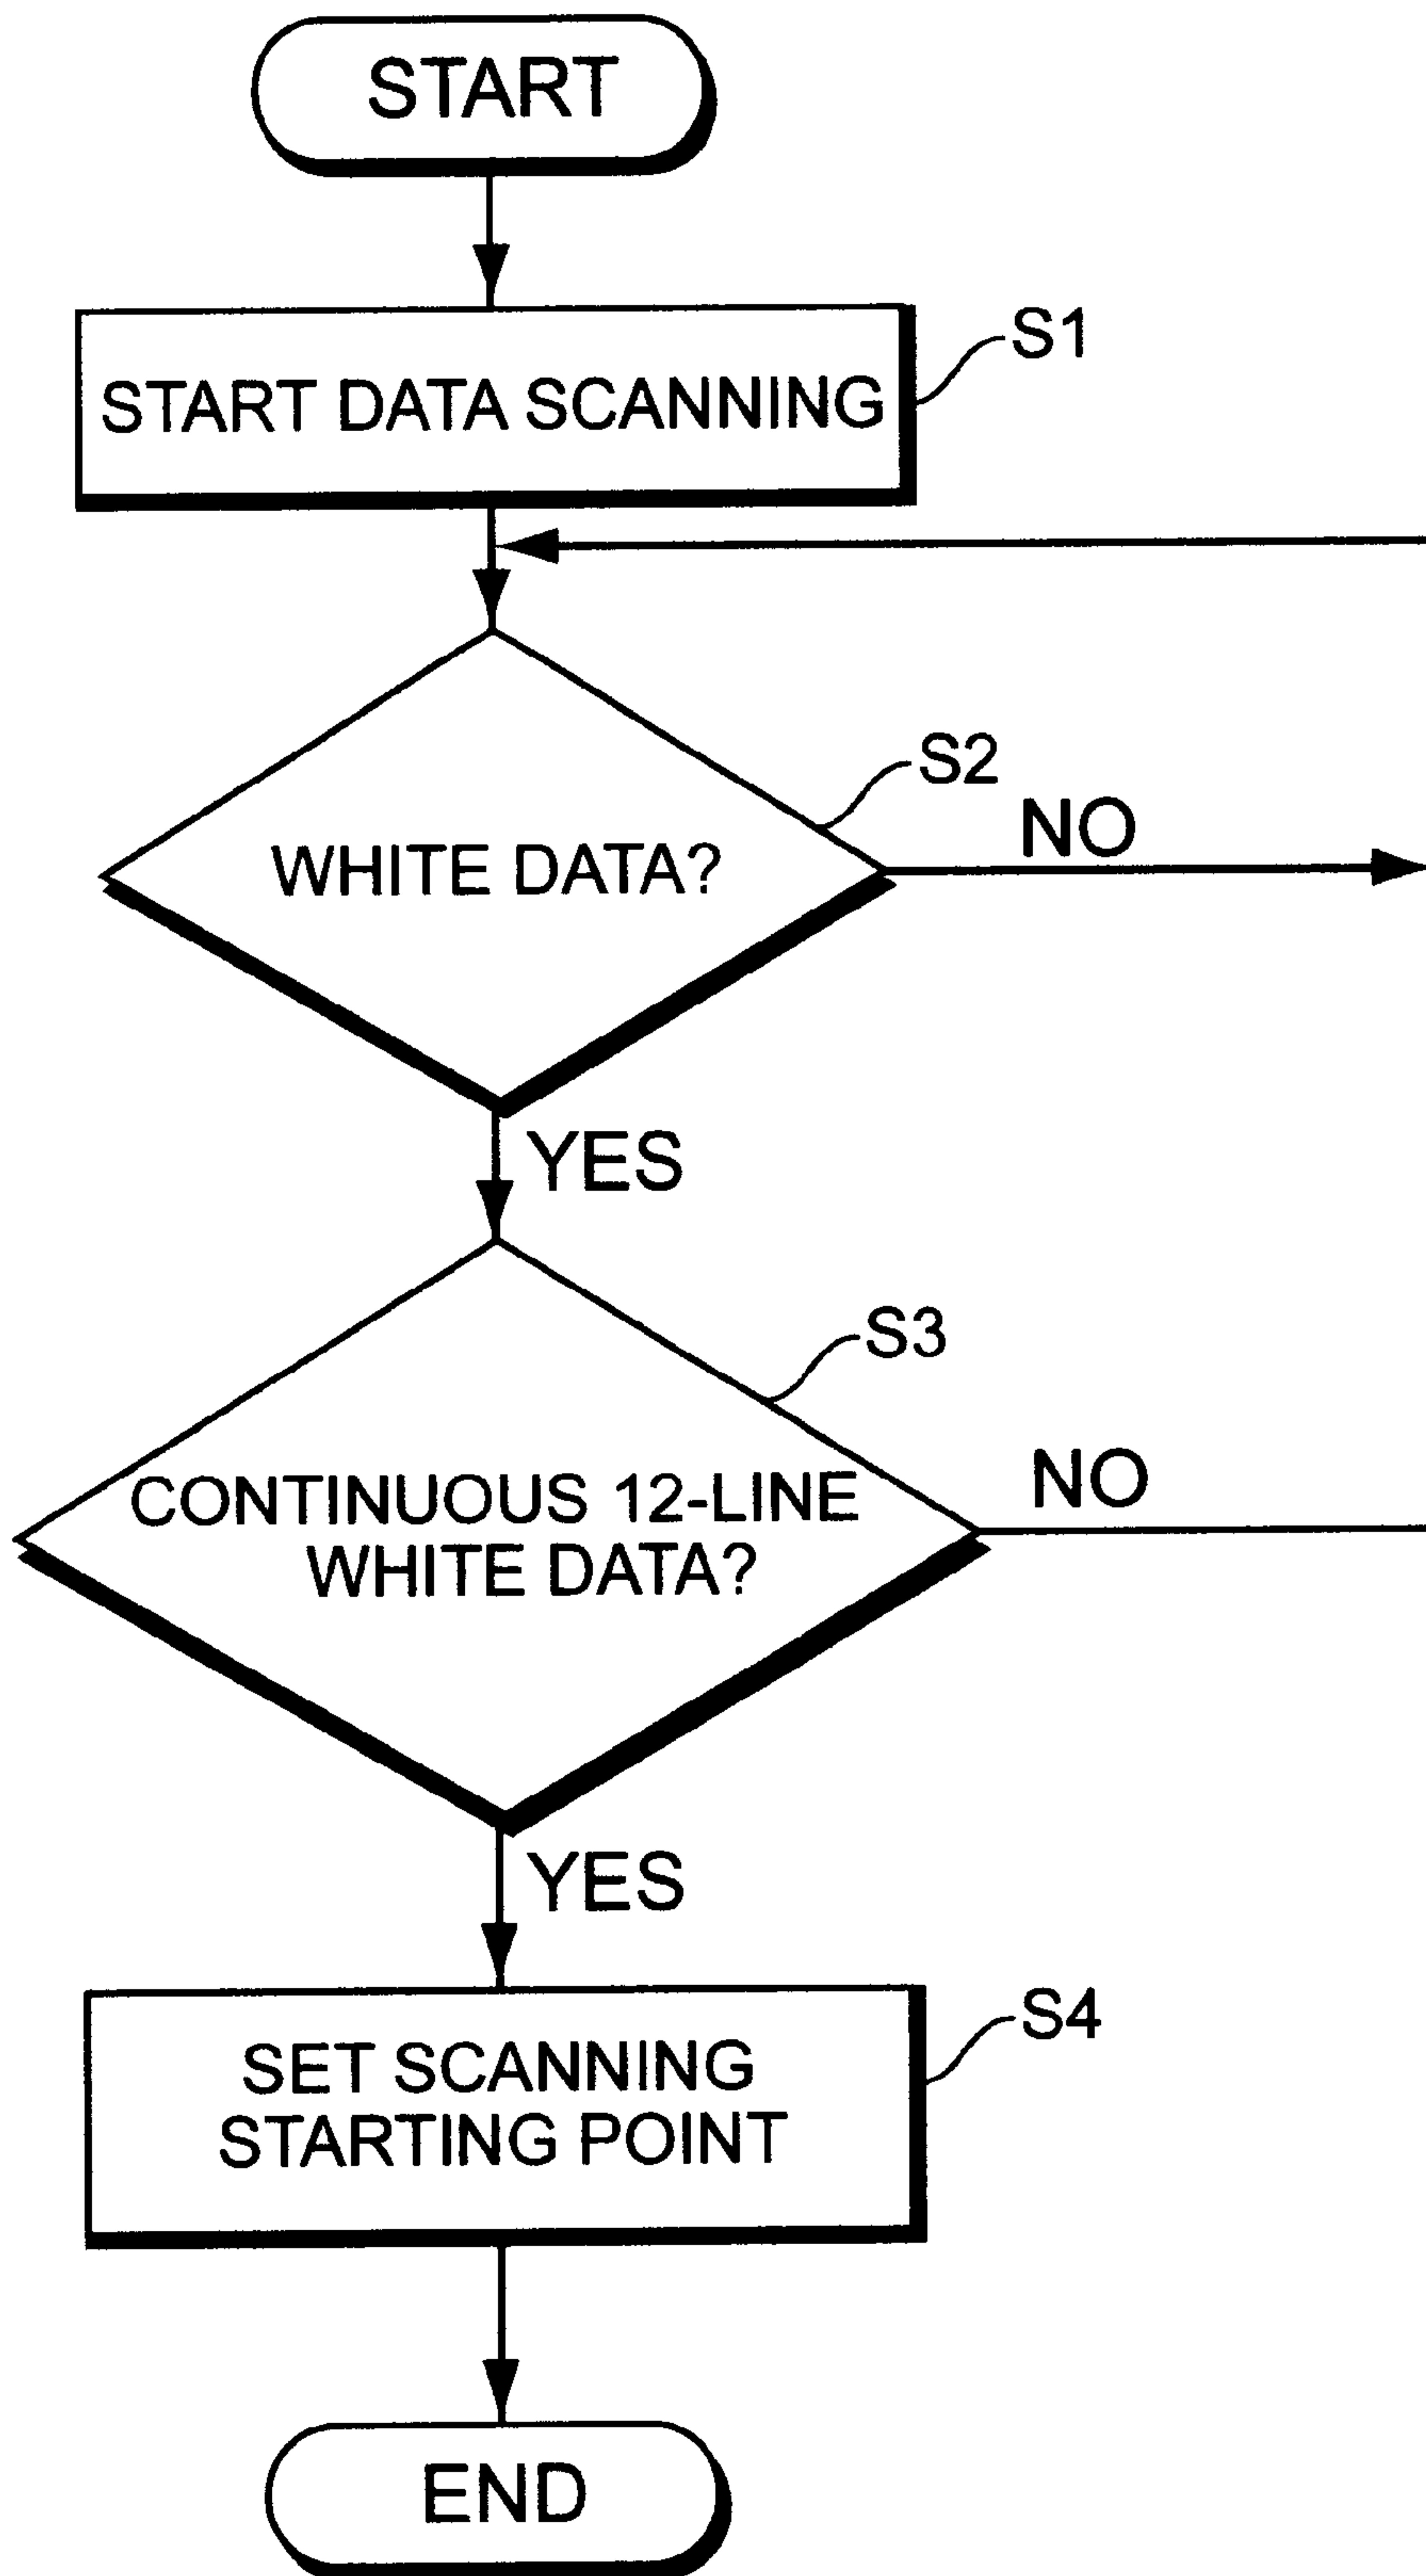 START
START DATA SCANNING
S1
S2
NO
WHITE DATA?
YES
S3
NO
CONTINUOUS 12-LINE
WHITE DATA?
YES
S4
SET SCANNING
STARTING POINT
END